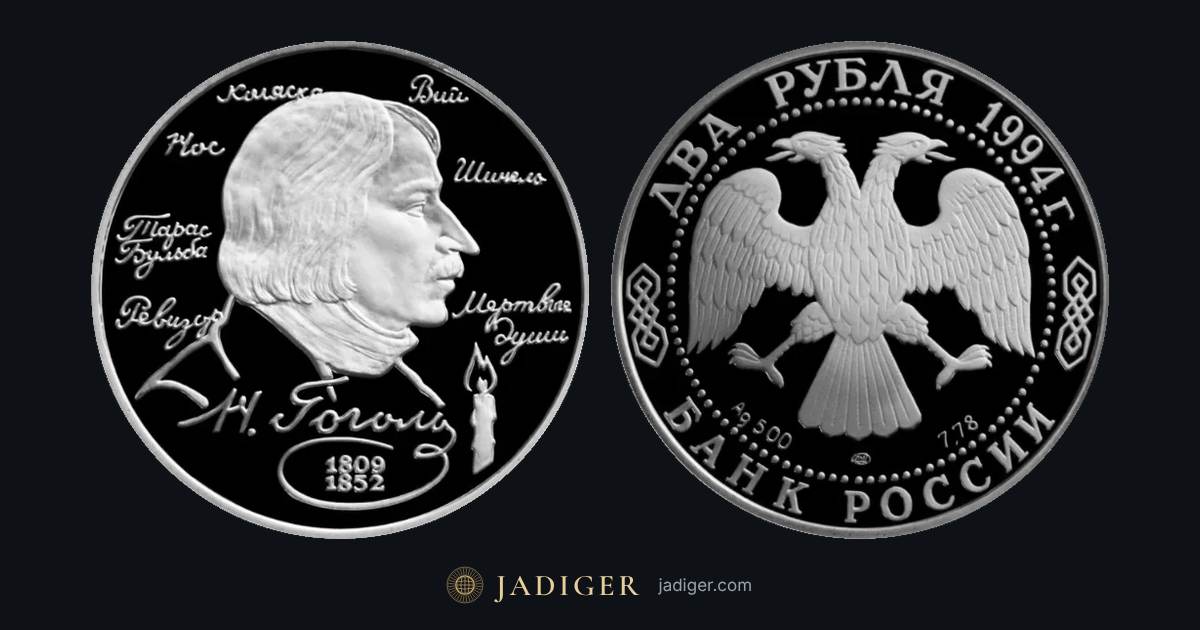 Коляска
Вий
Нос
Шинель
Тарас
Бульба
Ревизор
Мертвые
души
Н. Гоголь
1809
1852
ДВА РУБЛЯ 1994 г.
Ag 500
7,78
БАНК РОССИИ
JADIGER jadiger.com